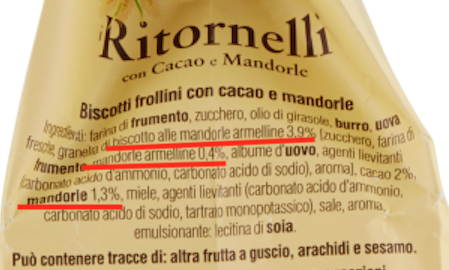 Ritornelli
con Cacao e Mandorle
Biscotti frollini con cacao e mandorle
Ingredienti: farina di frumento, zucchero, olio di girasole, burro, uova
fresche, granella di biscotto alle mandorle armelline 3,9% (zucchero, farina di
frumento, mandorle armelline 0,4%, albume d'uovo, agenti lievitanti
(carbonato acido d'ammonio, carbonato acido di sodio), aroma), cacao 2%,
mandorle 1,3%, miele, agenti lievitanti (carbonato acido d'ammonio,
carbonato acido di sodio, tartrato monopotassico), sale, aroma,
emulsionante: lecitina di soia.
Può contenere tracce di: altra frutta a guscio, arachidi e sesamo.